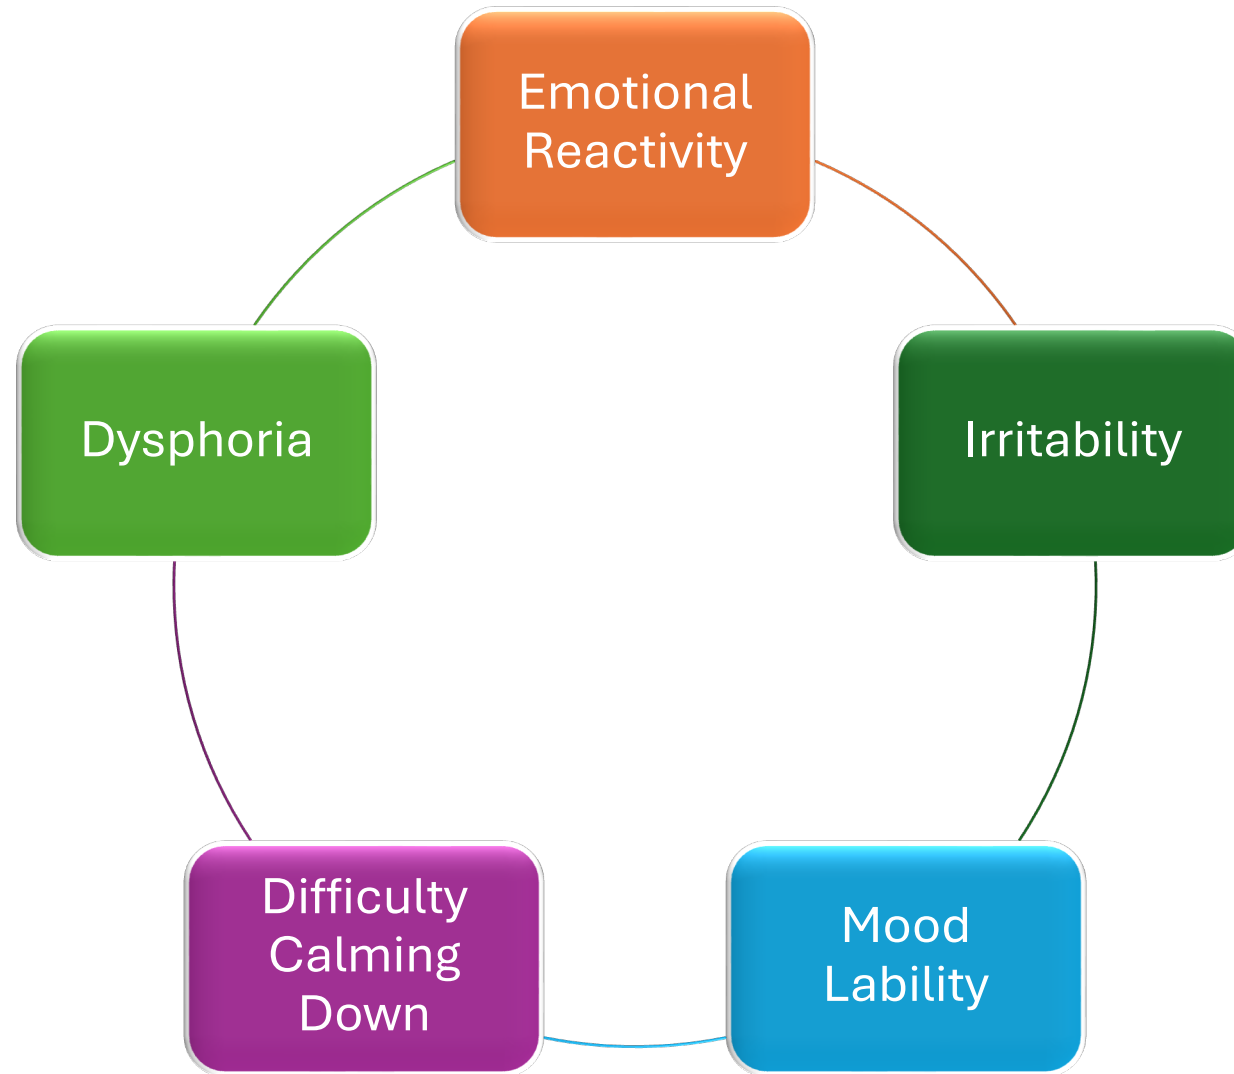 Emotional
Reactivity
Dysphoria
Irritability
Difficulty
Calming
Down
Mood
Lability